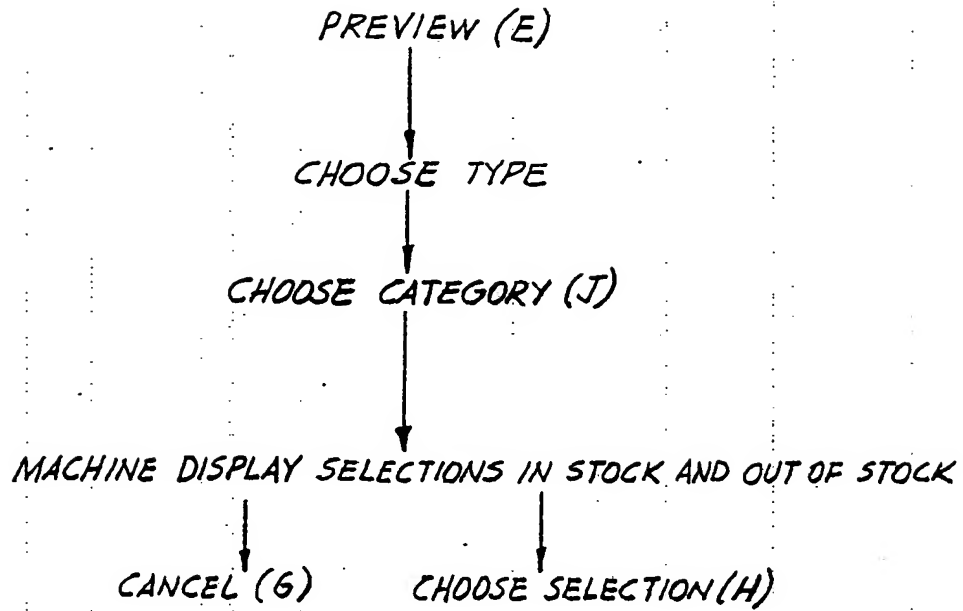 PREVIEW (E)
CHOOSE TYPE
CHOOSE CATEGORY (J)
MACHINE DISPLAY SELECTIONS IN STOCK AND OUT OF STOCK
CANCEL (G)
CHOOSE SELECTION (H)